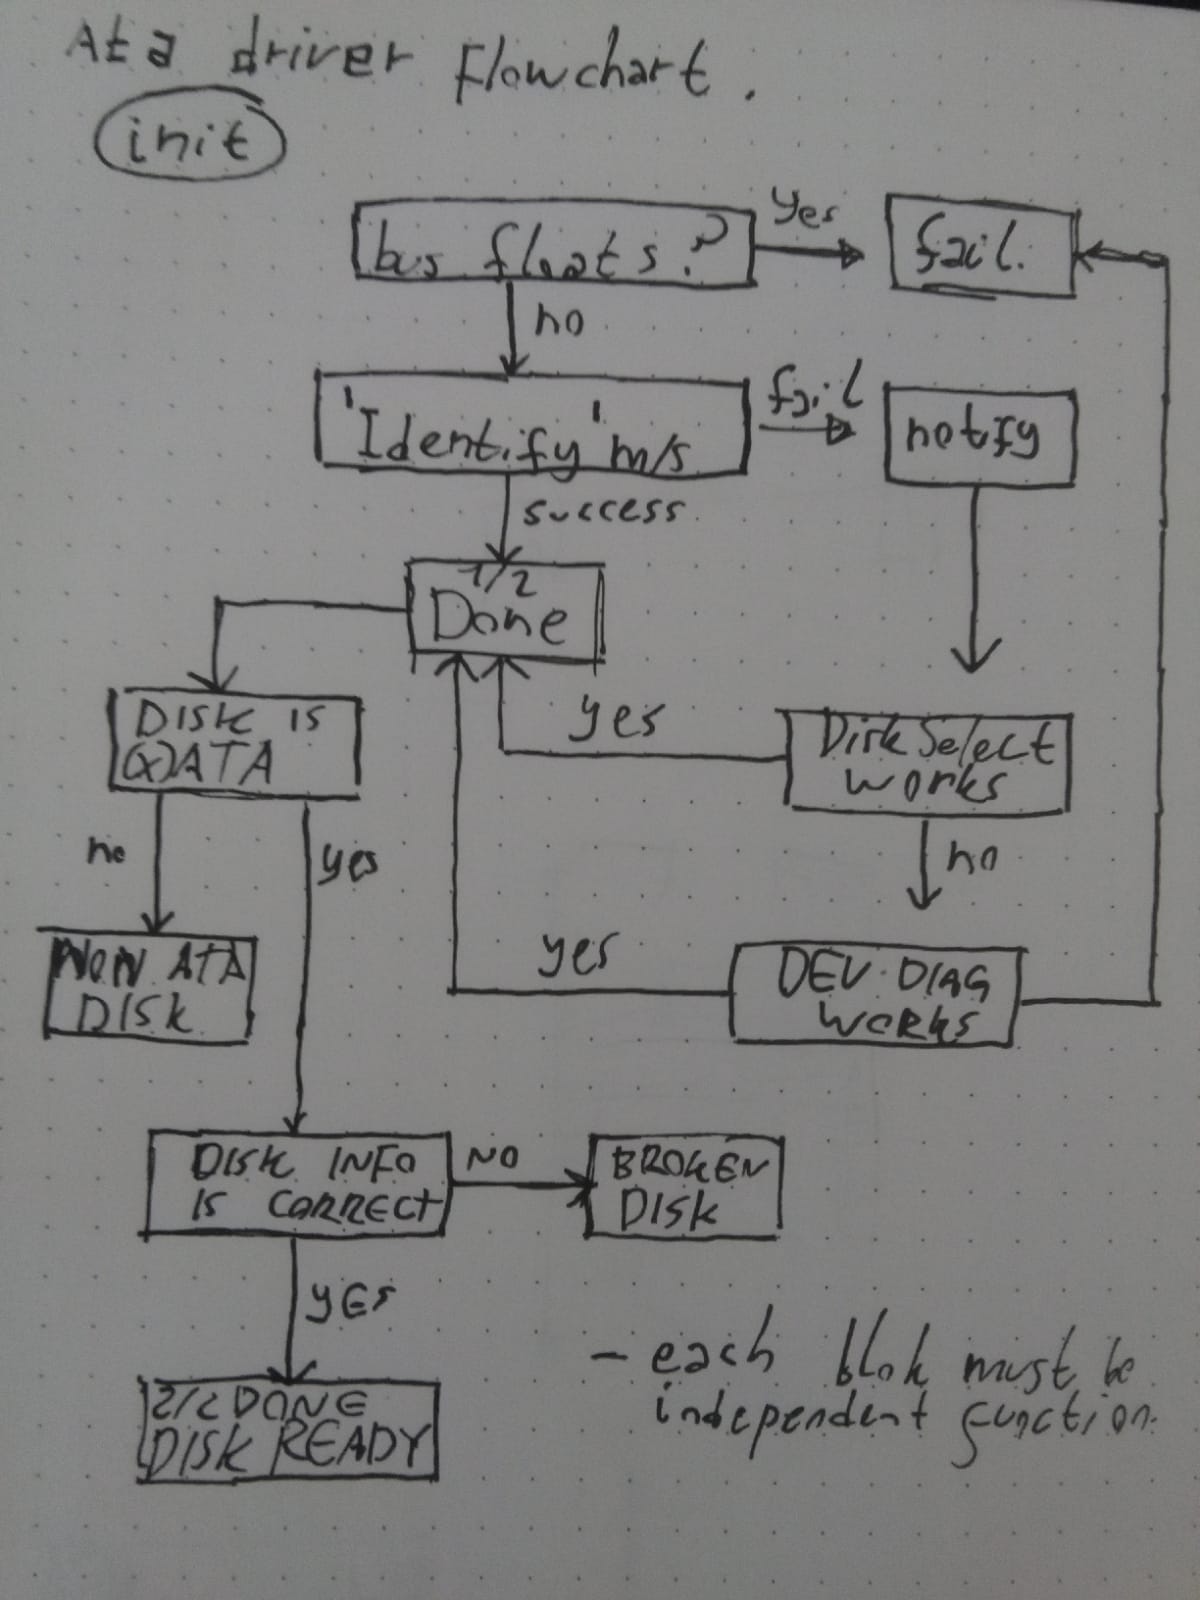 Ata driver flowchart.
init
bus floats?
Yes
fail.
no
'Identify' m/s
fail
notify
success
1/2
Done
DISK IS
(X)ATA
yes
Disk Select
works
no
no
yes
NON ATA
DISK
yes
DEV. DIAG
WORKS
DISK INFO
IS CORRECT
NO
BROKEN
DISK
YES
2/2 DONE
DISK READY
- each blok must be
independent function.